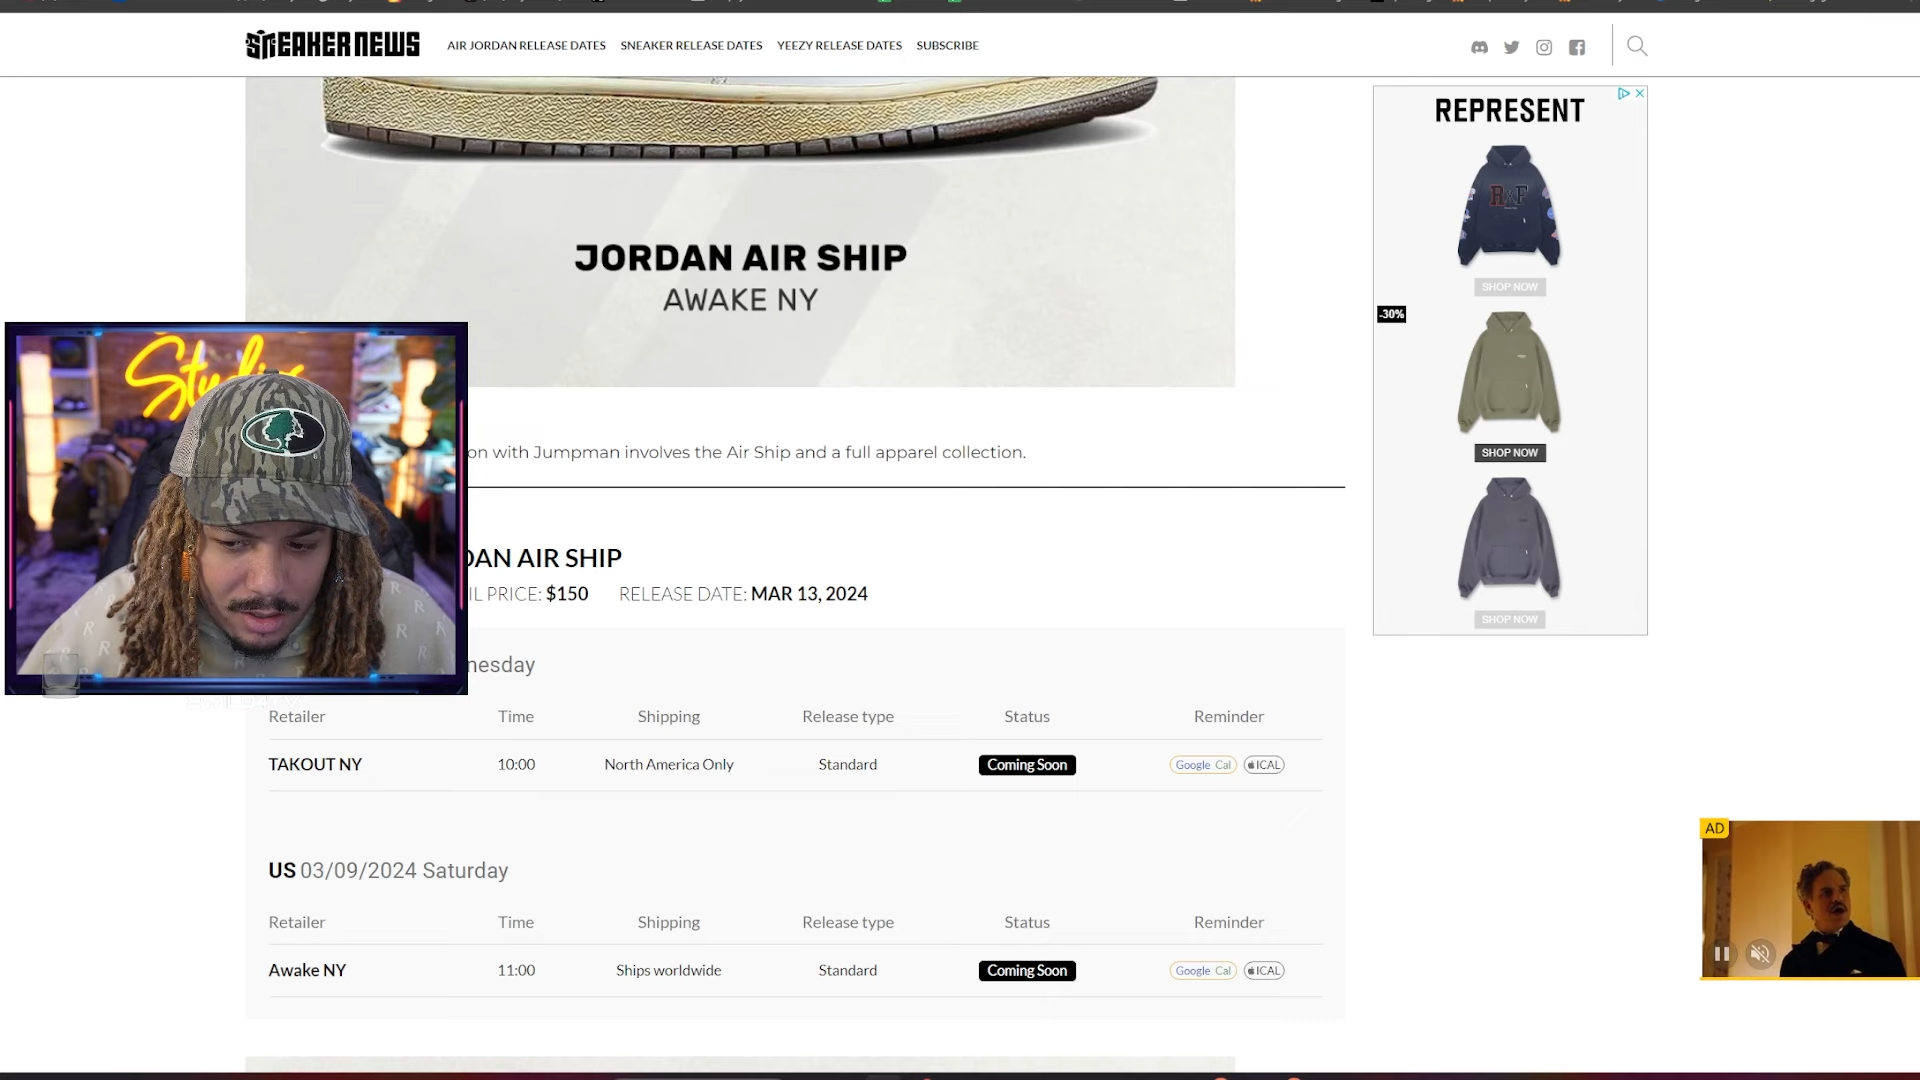 SNEAKER NEWS
AIR JORDAN RELEASE DATES SNEAKER RELEASE DATES YEEZY RELEASE DATES SUBSCRIBE
JORDAN AIR SHIP
AWAKE NY
on with Jumpman involves the Air Ship and a full apparel collection.
DAN AIR SHIP
IL PRICE: $150 RELEASE DATE: MAR 13, 2024
nesday
Retailer Time Shipping Release type Status Reminder
TAKOUT NY 10:00 North America Only Standard Coming Soon Google Cal ICAL
US 03/09/2024 Saturday
Retailer Time Shipping Release type Status Reminder
Awake NY 11:00 Ships worldwide Standard Coming Soon Google Cal ICAL
REPRESENT
R F
SHOP NOW
-30%
SHOP NOW
SHOP NOW
AD
Studios
R R R R